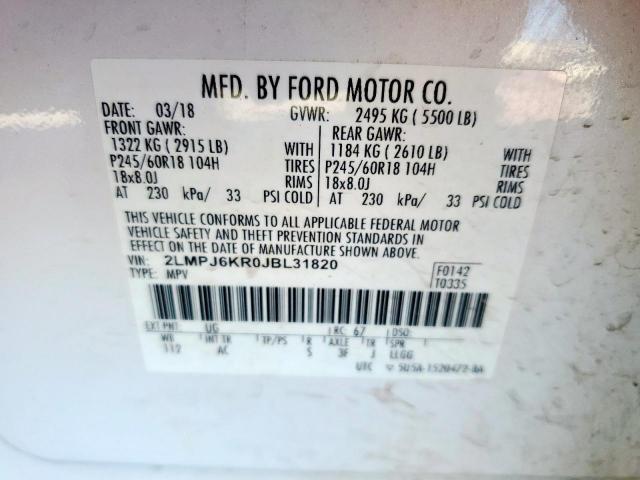 MFD. BY FORD MOTOR CO.
DATE: 03/18 GVWR: 2495 KG ( 5500 LB)
FRONT GAWR: REAR GAWR:
1322 KG ( 2915 LB) WITH 1184 KG ( 2610 LB) WITH
P245/60R18 104H TIRES P245/60R18 104H TIRES
18x8.0J RIMS 18x8.0J RIMS
AT 230 kPa/ 33 PSI COLD AT 230 kPa/ 33 PSI COLD
THIS VEHICLE CONFORMS TO ALL APPLICABLE FEDERAL MOTOR
VEHICLE SAFETY AND THEFT PREVENTION STANDARDS IN
EFFECT ON THE DATE OF MANUFACTURE SHOWN ABOVE.
VIN: 2LMPJ6KR0JBL31820 F0142
TYPE: MPV T0335
EXT PNT: UG RC: 67 DSO:
WB INT TR TP/PS R AXLE TR SPR
112 AC S 3F J LLGG
UTC